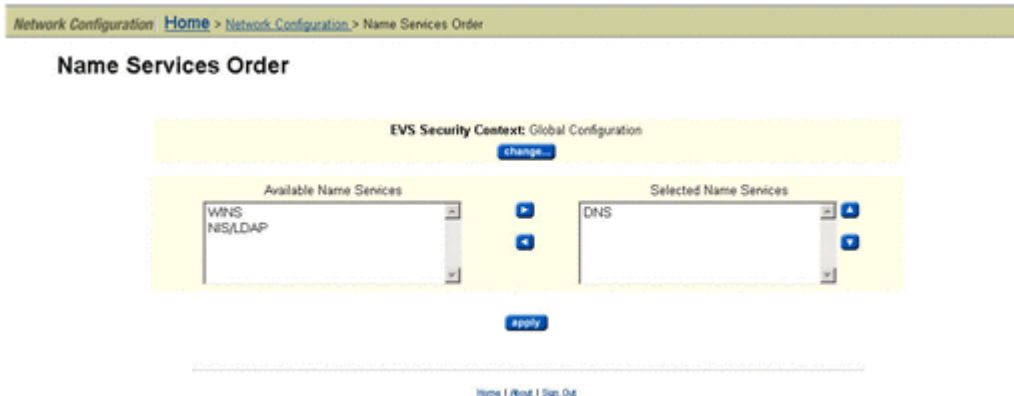 Network Configuration Home > Network Configuration > Name Services Order
Name Services Order
EVS Security Context: Global Configuration
change...
Available Name Services
Selected Name Services
WINS
NIS/LDAP
DNS
apply
Home | About | Sign Out